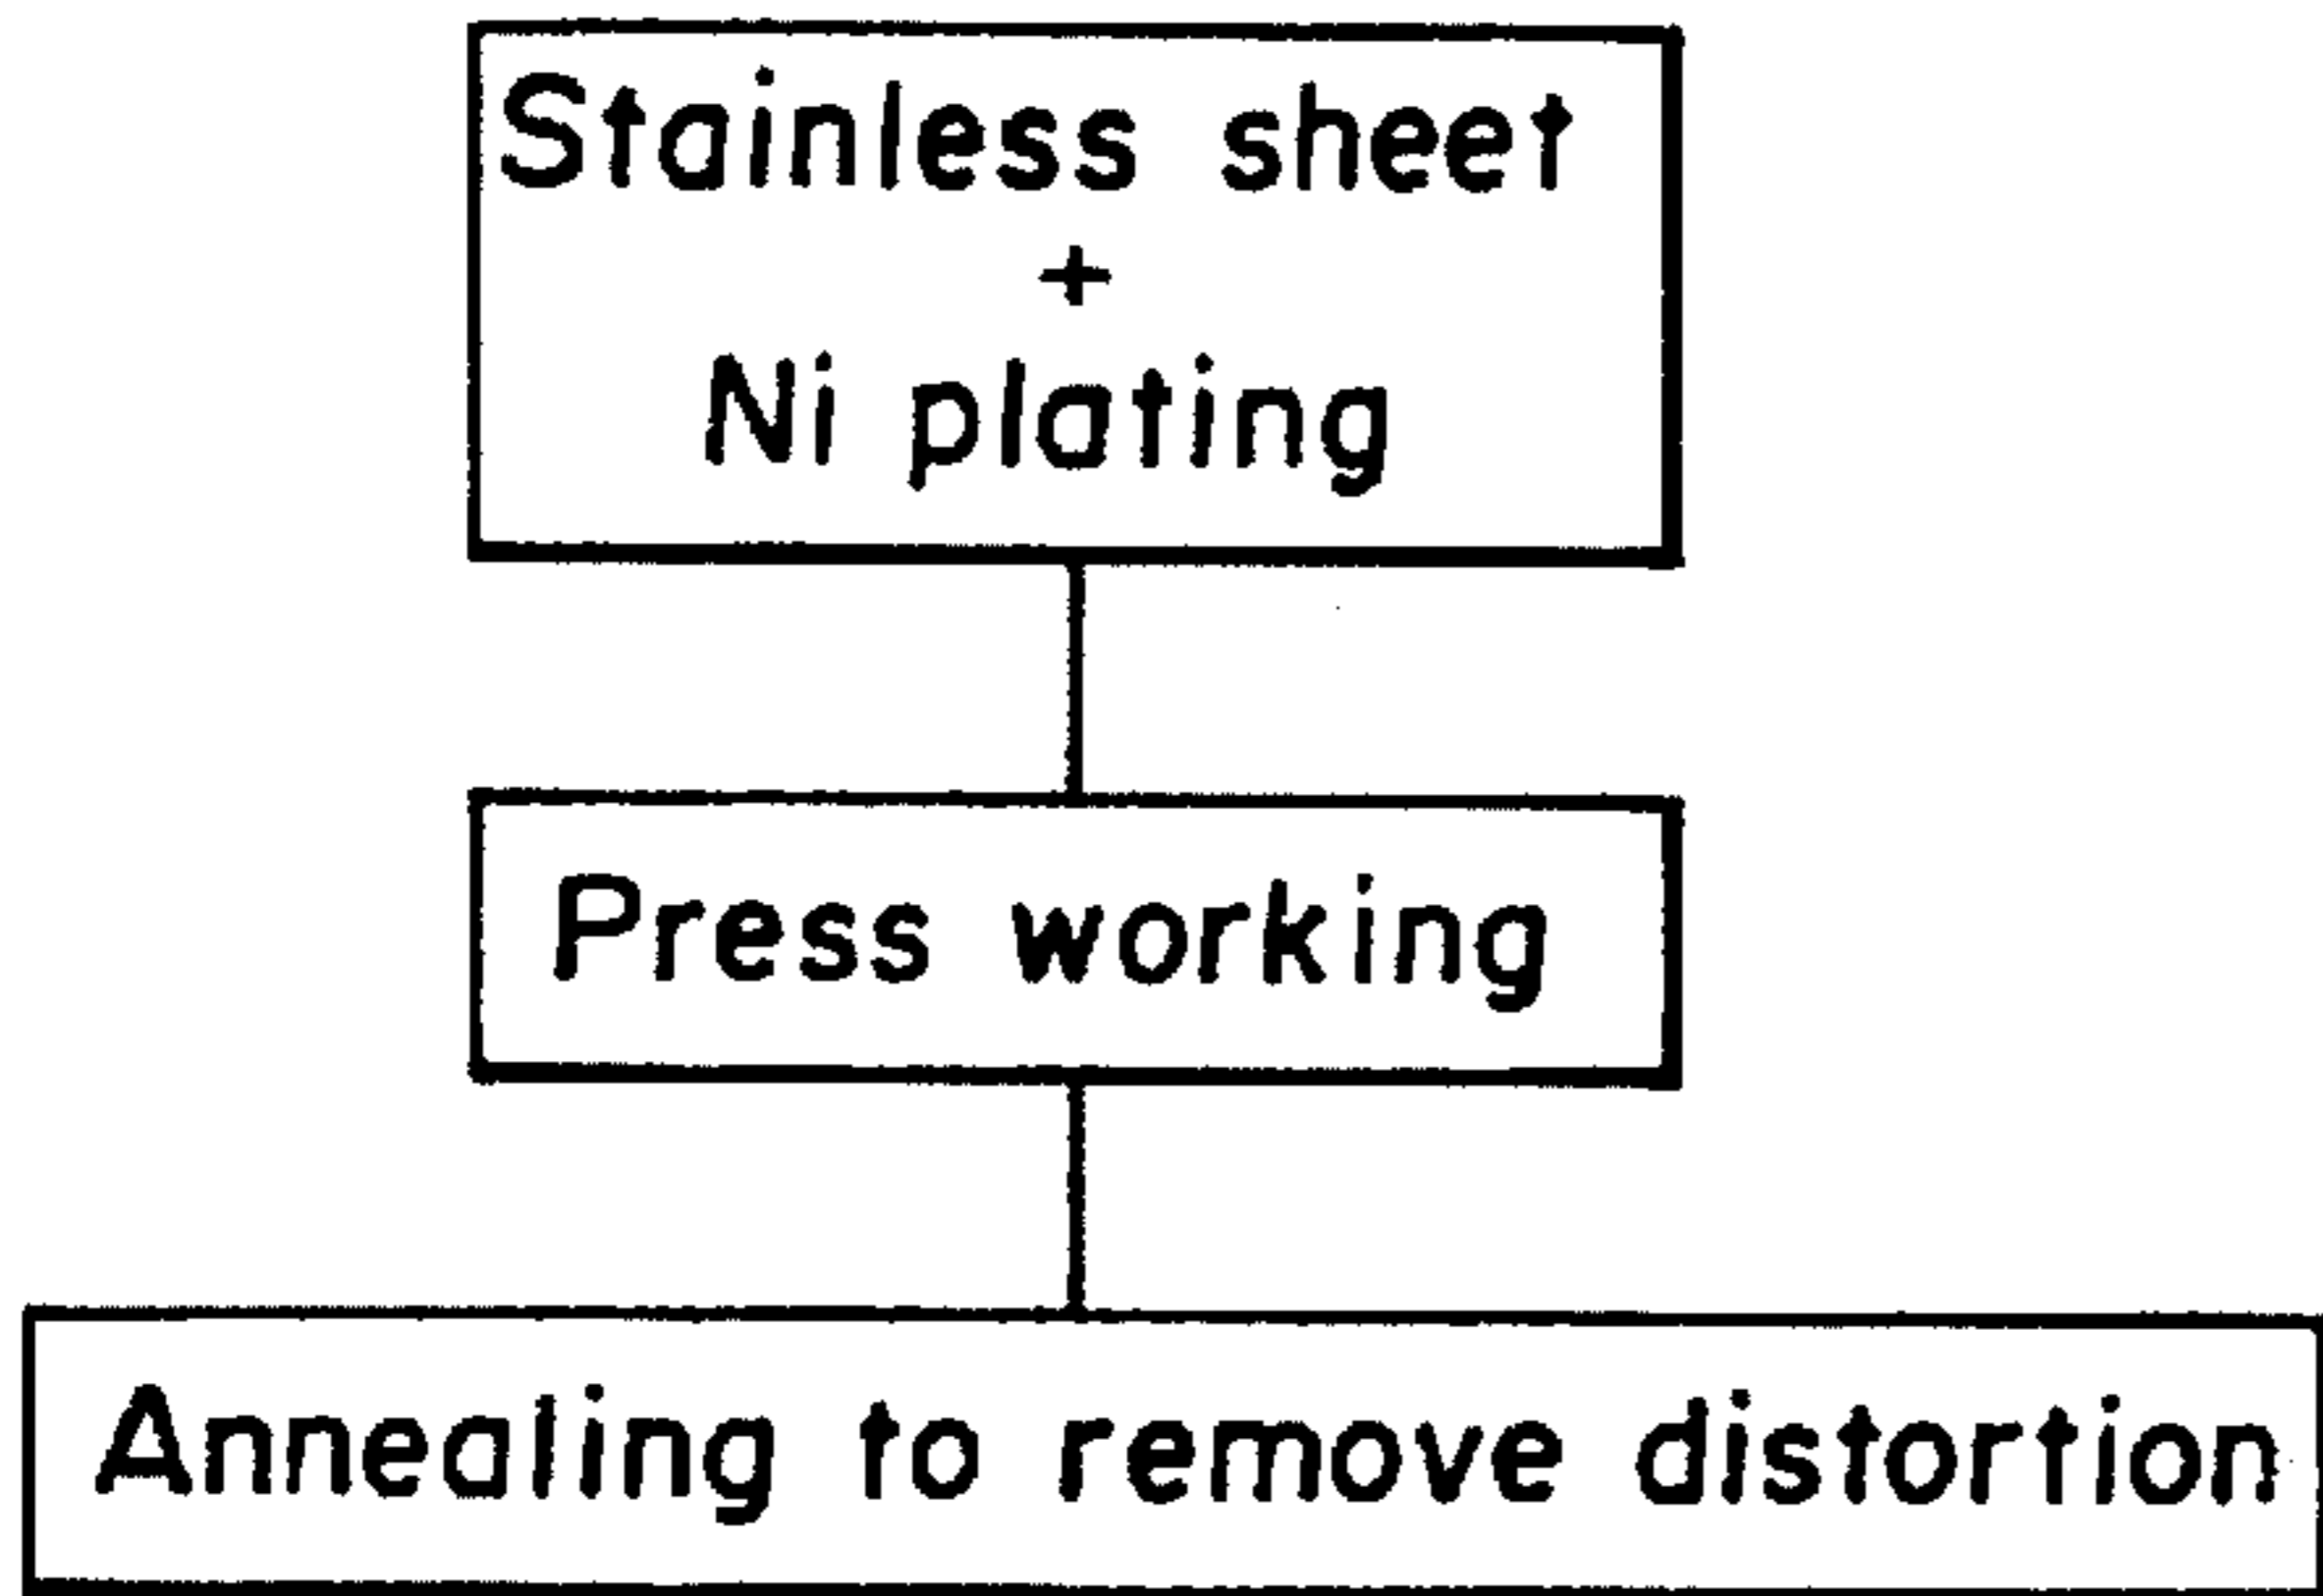 Stainless sheet
+
Ni plating
Press working
Annealing to remove distortion